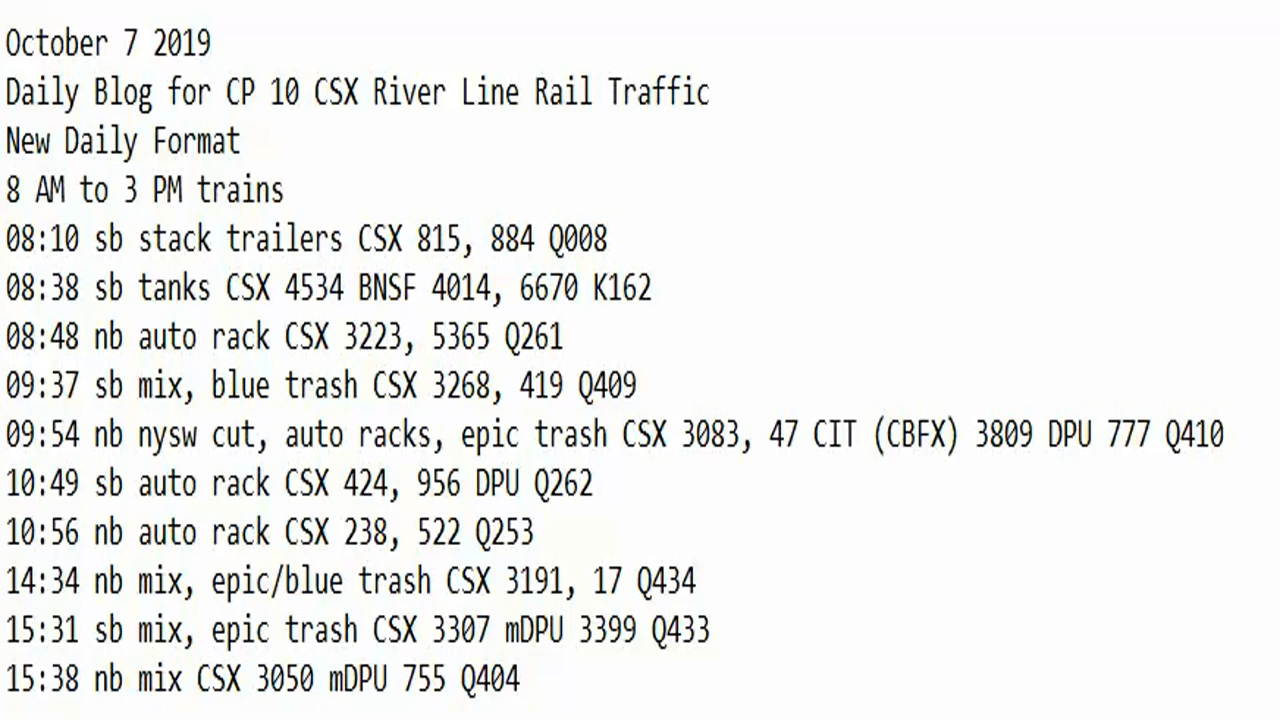 October 7 2019
Daily Blog for CP 10 CSX River Line Rail Traffic
New Daily Format
8 AM to 3 PM trains
08:10 sb stack trailers CSX 815, 884 Q008
08:38 sb tanks CSX 4534 BNSF 4014, 6670 K162
08:48 nb auto rack CSX 3223, 5365 Q261
09:37 sb mix, blue trash CSX 3268, 419 Q409
09:54 nb nysw cut, auto racks, epic trash CSX 3083, 47 CIT (CBFX) 3809 DPU 777 Q410
10:49 sb auto rack CSX 424, 956 DPU Q262
10:56 nb auto rack CSX 238, 522 Q253
14:34 nb mix, epic/blue trash CSX 3191, 17 Q434
15:31 sb mix, epic trash CSX 3307 mDPU 3399 Q433
15:38 nb mix CSX 3050 mDPU 755 Q404